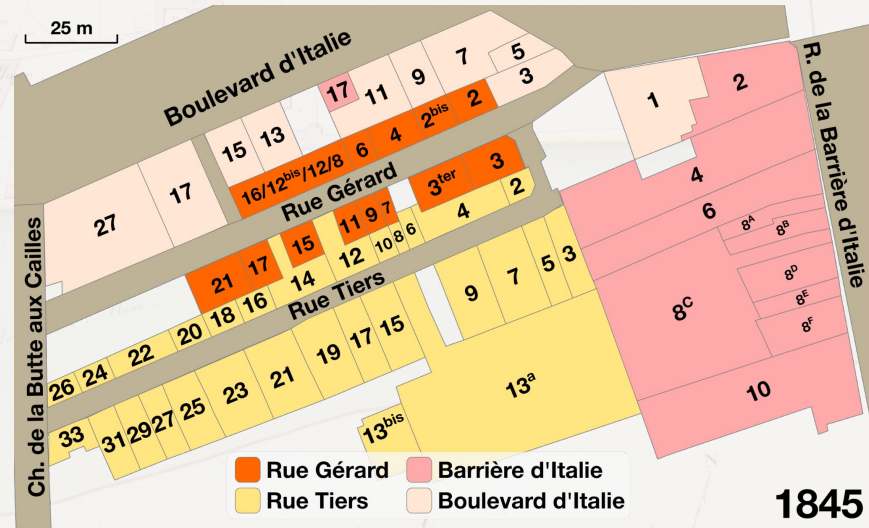 25 m
Boulevard d'Italie
5
7
9
11
17
3
13
15
17
27
2
2bis
4
6
16/12bis/12/8
Rue Gérard
1
2
4
6
8A
8B
8C
8D
8E
8F
10
R. de la Barrière d'Italie
3
3ter
11 9 7
15
17
21
2
4
6
8
10
12
14
16
18
20
22
24
26
Rue Tiers
3
5
7
9
13a
13bis
15
17
19
21
23
25
27
29
31
33
Ch. de la Butte aux Cailles
Rue Gérard
Barrière d'Italie
Rue Tiers
Boulevard d'Italie
1845